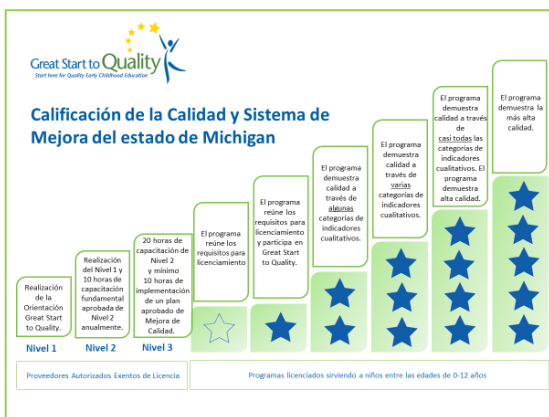 Great Start to Quality
Start here for Quality Early Childhood Education
Calificación de la Calidad y Sistema de
Mejora del estado de Michigan
Realización
de la
Orientación
Great Start
to Quality.
Nivel 1
Realización
del Nivel 1 y
10 horas de
capacitación
fundamental
aprobada de
Nivel 2
anualmente.
Nivel 2
20 horas de
capacitación de
Nivel 2
y mínimo
10 horas de
implementación
de un plan
aprobado de
Mejora de
Calidad.
Nivel 3
El programa
reúne los
requisitos para
licenciamiento
El programa
reúne los
requisitos para
licenciamiento
y participa en
Great Start
to Quality.
El programa
demuestra
calidad a
través de
algunas
categorías de
indicadores
cualitativos.
El programa
demuestra
calidad a
través de
varias
categorías de
indicadores
cualitativos.
El programa
demuestra
calidad a través
de
casi todas las
categorías de
indicadores
cualitativos. El
programa
demuestra
alta calidad.
El programa
demuestra la
más alta
calidad.
Proveedores Autorizados Exentos de Licencia
Programas licenciados sirviendo a niños entre las edades de 0-12 años